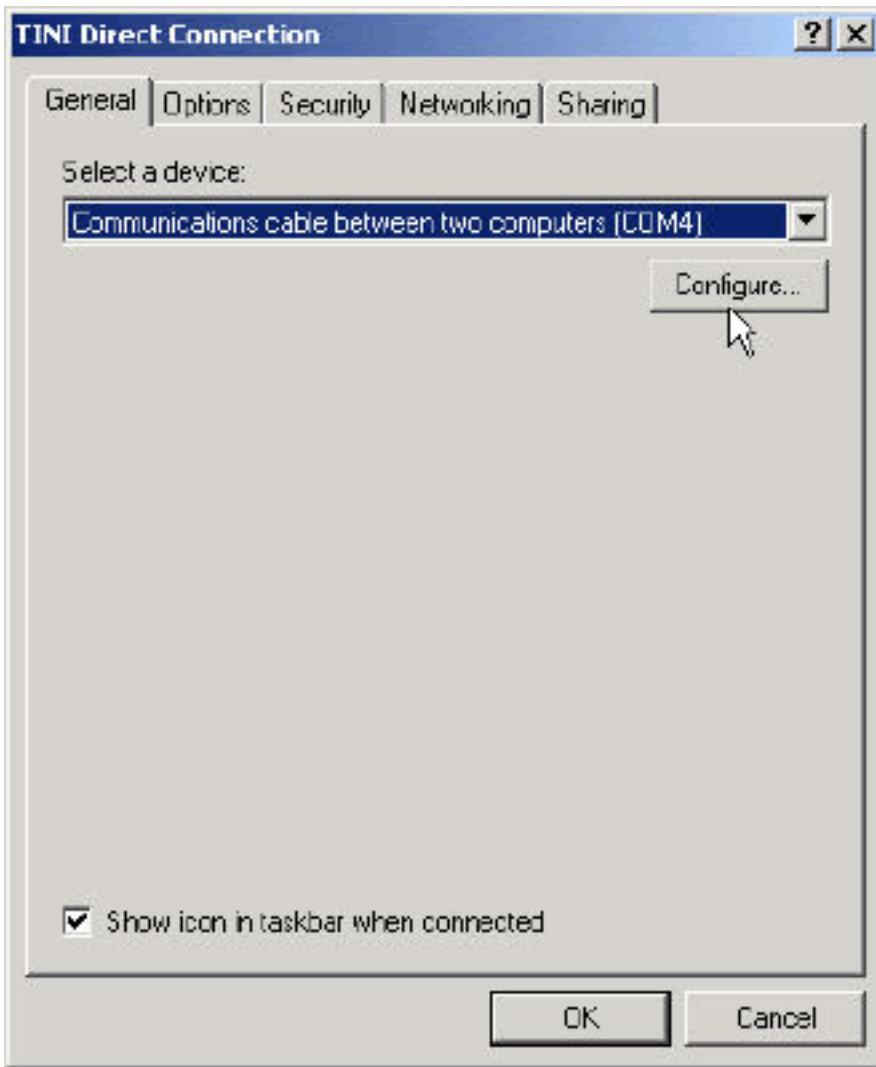 TINI Direct Connection
General Options Security Networking Sharing
Select a device:
Communications cable between two computers (COM4)
Configure...
Show icon in taskbar when connected
OK Cancel